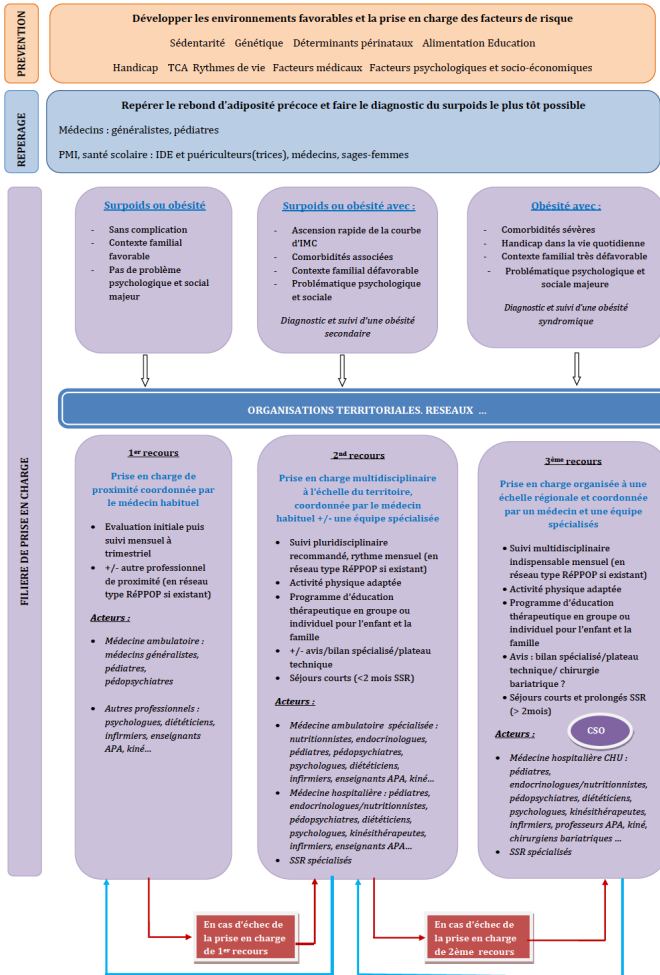 PREVENTION
Développer les environnements favorables et la prise en charge des facteurs de risque
Sédentarité Génétique Déterminants périnataux Alimentation Education
Handicap TCA Rythmes de vie Facteurs médicaux Facteurs psychologiques et socio-économiques
REPERAGE
Repérer le rebond d'adiposité précoce et faire le diagnostic du surpoids le plus tôt possible
Médecins : généralistes, pédiatres
PMI, santé scolaire : IDE et puériculteurs(trices), médecins, sages-femmes
FILIERE DE PRISE EN CHARGE
Surpoids ou obésité
- Sans complication
- Contexte familial
favorable
- Pas de problème
psychologique et social
majeur
Surpoids ou obésité avec :
- Ascension rapide de la courbe
d'IMC
- Comorbidités associées
- Contexte familial défavorable
- Problématique psychologique
et sociale
Diagnostic et suivi d'une obésité
secondaire
Obésité avec :
- Comorbidités sévères
- Handicap dans la vie quotidienne
- Contexte familial très défavorable
- Problématique psychologique et
sociale majeure
Diagnostic et suivi d'une obésité
syndromique
ORGANISATIONS TERRITORIALES. RESEAUX ...
1er recours
Prise en charge de
proximité coordonnée par
le médecin habituel
• Evaluation initiale puis
suivi mensuel à
trimestriel
• +/- autre professionnel
de proximité (en réseau
type RéPPOP si existant)
Acteurs :
• Médecine ambulatoire :
médecins généralistes,
pédiatres,
pédopsychiatres
• Autres professionnels :
psychologues, diététiciens,
infirmiers, enseignants
APA, kiné...
2nd recours
Prise en charge multidisciplinaire
à l'échelle du territoire,
coordonnée par le médecin
habituel +/- une équipe spécialisée
• Suivi pluridisciplinaire
recommandé, rythme mensuel (en
réseau type RéPPOP si existant)
• Activité physique adaptée
• Programme d'éducation
thérapeutique en groupe ou
individuel pour l'enfant et la
famille
• +/- avis/bilan spécialisé/plateau
technique
• Séjours courts (<2 mois SSR)
Acteurs :
• Médecine ambulatoire spécialisée :
nutritionnistes, endocrinologues,
pédiatres, pédopsychiatres,
psychologues, diététiciens,
infirmiers, enseignants APA, kiné...
• Médecine hospitalière : pédiatres,
endocrinologues/nutritionnistes,
pédopsychiatres, diététiciens,
psychologues, kinésithérapeutes,
infirmiers, enseignants APA...
• SSR spécialisés
3ème recours
Prise en charge organisée à une
échelle régionale et coordonnée
par un médecin et une équipe
spécialisés
• Suivi multidisciplinaire
indispensable mensuel (en
réseau type RéPPOP si existant)
• Activité physique adaptée
• Programme d'éducation
thérapeutique en groupe ou
individuel pour l'enfant et la famille
• Avis : bilan spécialisé/plateau
technique/ chirurgie
bariatrique ?
• Séjours courts et prolongés SSR
(> 2mois)
CSO
Acteurs :
• Médecine hospitalière CHU :
pédiatres,
endocrinologues/nutritionnistes,
pédopsychiatres, diététiciens,
psychologues, kinésithérapeutes,
infirmiers, professeurs APA, kiné,
chirurgiens bariatriques ...
• SSR spécialisés
En cas d'échec de
la prise en charge
de 1er recours
En cas d'échec de
la prise en charge
de 2ème recours